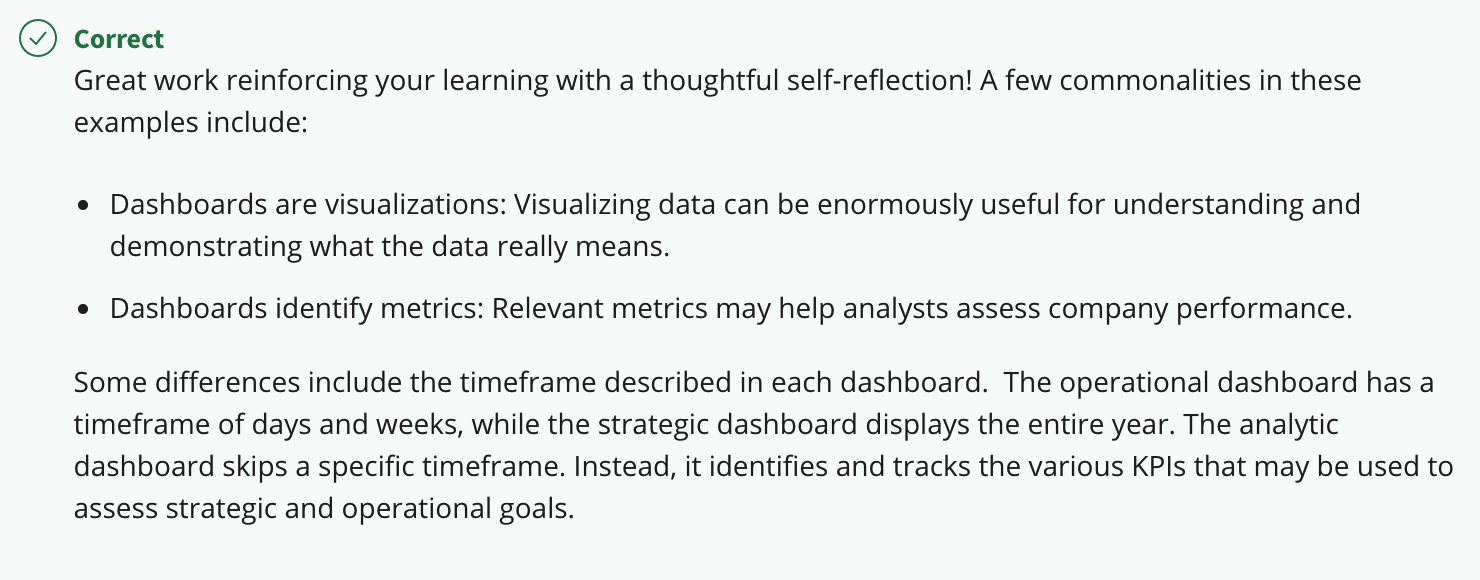 Correct
Great work reinforcing your learning with a thoughtful self-reflection! A few commonalities in these
examples include:
• Dashboards are visualizations: Visualizing data can be enormously useful for understanding and
demonstrating what the data really means.
• Dashboards identify metrics: Relevant metrics may help analysts assess company performance.
Some differences include the timeframe described in each dashboard.  The operational dashboard has a
timeframe of days and weeks, while the strategic dashboard displays the entire year. The analytic
dashboard skips a specific timeframe. Instead, it identifies and tracks the various KPIs that may be used to
assess strategic and operational goals.